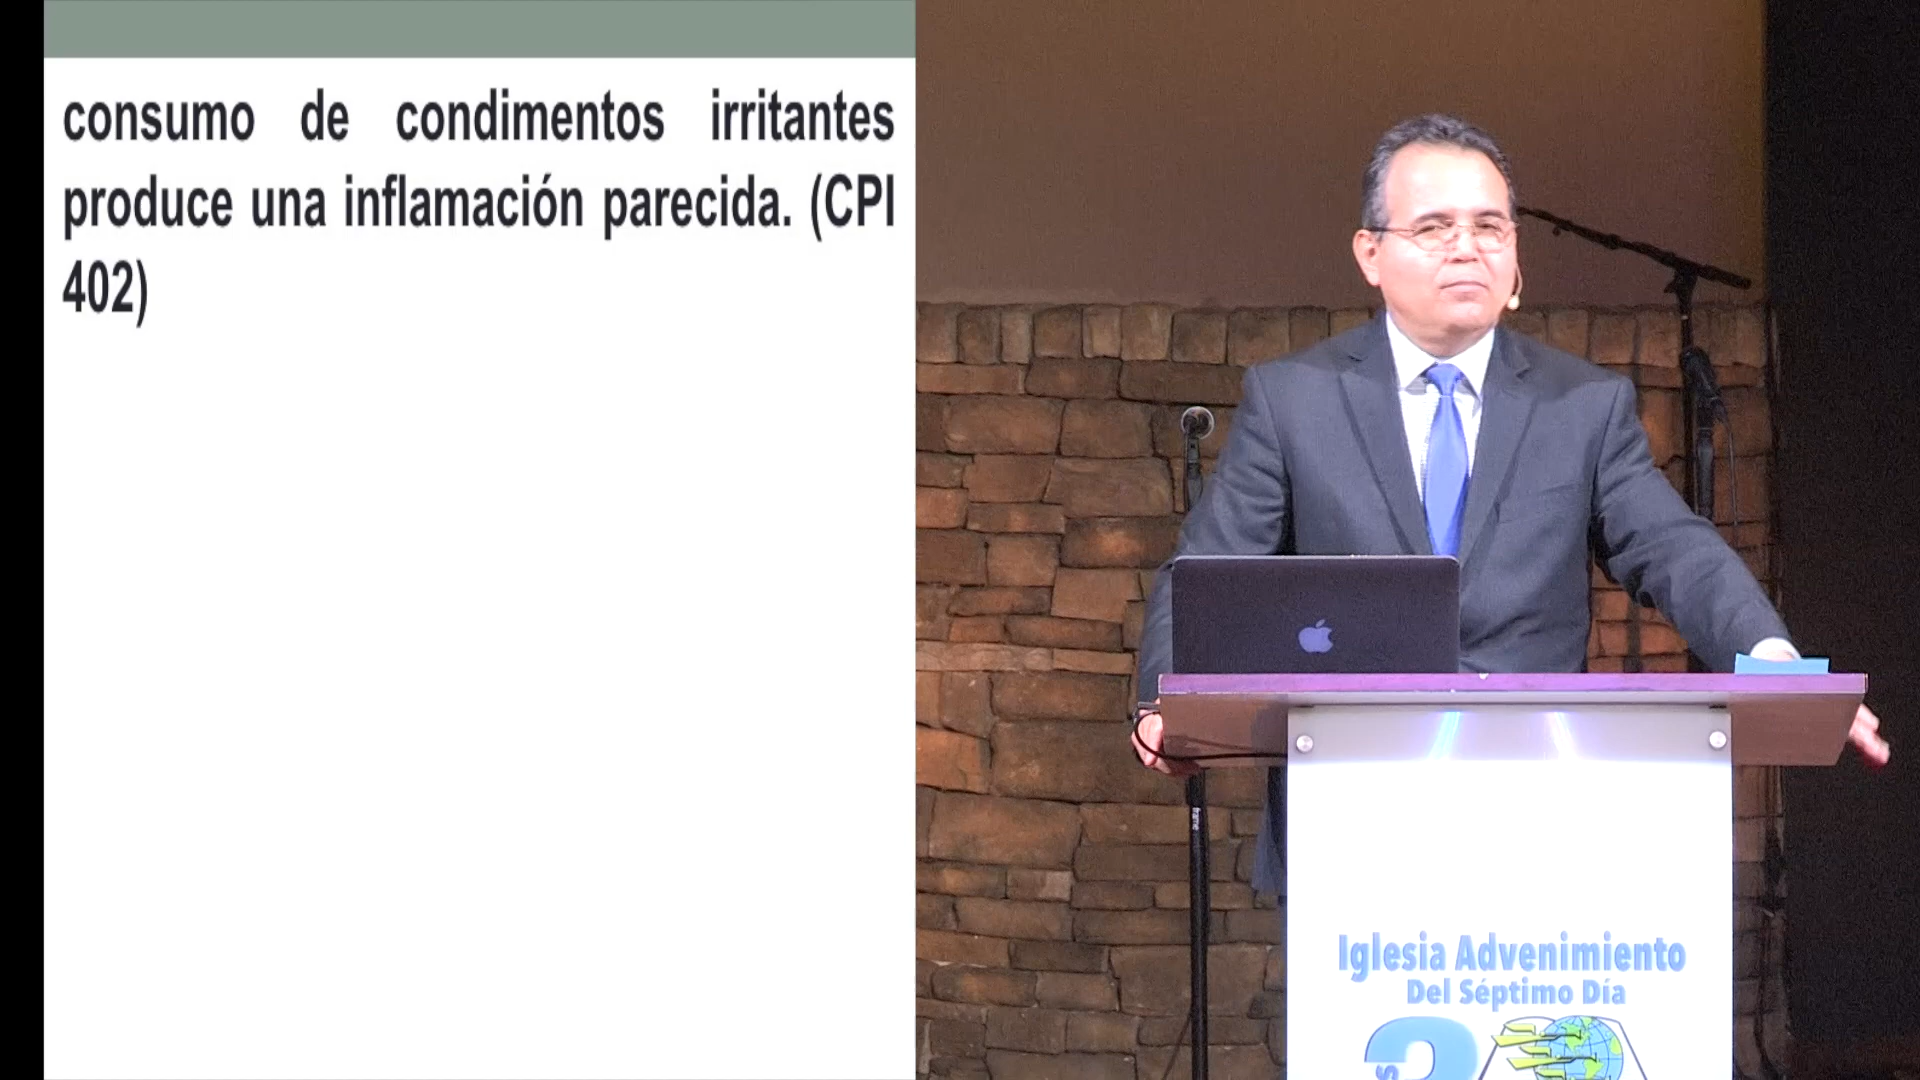 consumo de condimentos irritantes
produce una inflamación parecida. (CPI
402)
Iglesia Advenimiento
Del Séptimo Día